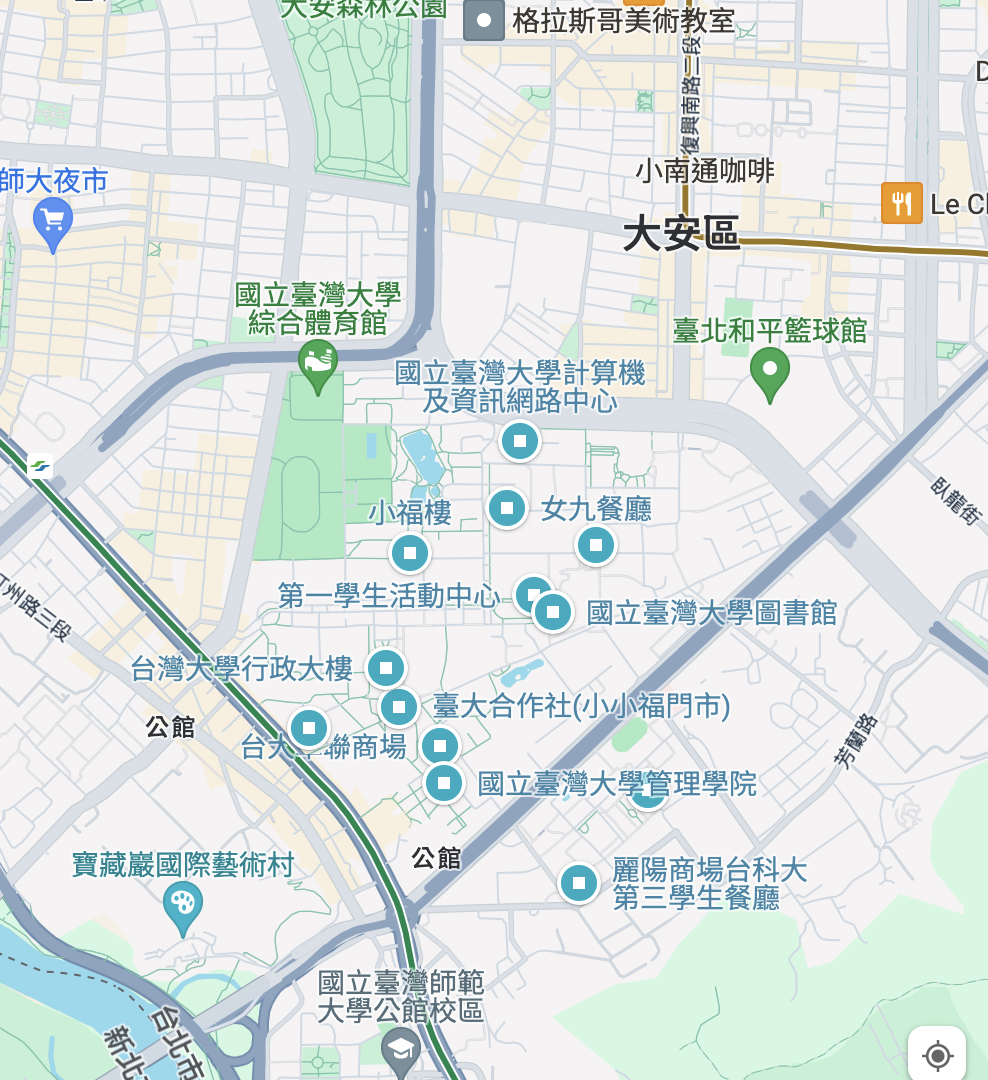 大安森林公園
格拉斯哥美術教室
復興南路二段
小南通咖啡
師大夜市
Le
大安區
國立臺灣大學
綜合體育館
臺北和平籃球館
國立臺灣大學計算機
及資訊網路中心
臥龍街
小福樓
女九餐廳
汀州路三段
第一學生活動中心
國立臺灣大學圖書館
台灣大學行政大樓
臺大合作社(小小福門市)
公館
台大
聯商場
芳蘭路
國立臺灣大學管理學院
公館
寶藏巖國際藝術村
麗陽商場台科大
第三學生餐廳
國立臺灣師範
大學公館校區
台北市
新北